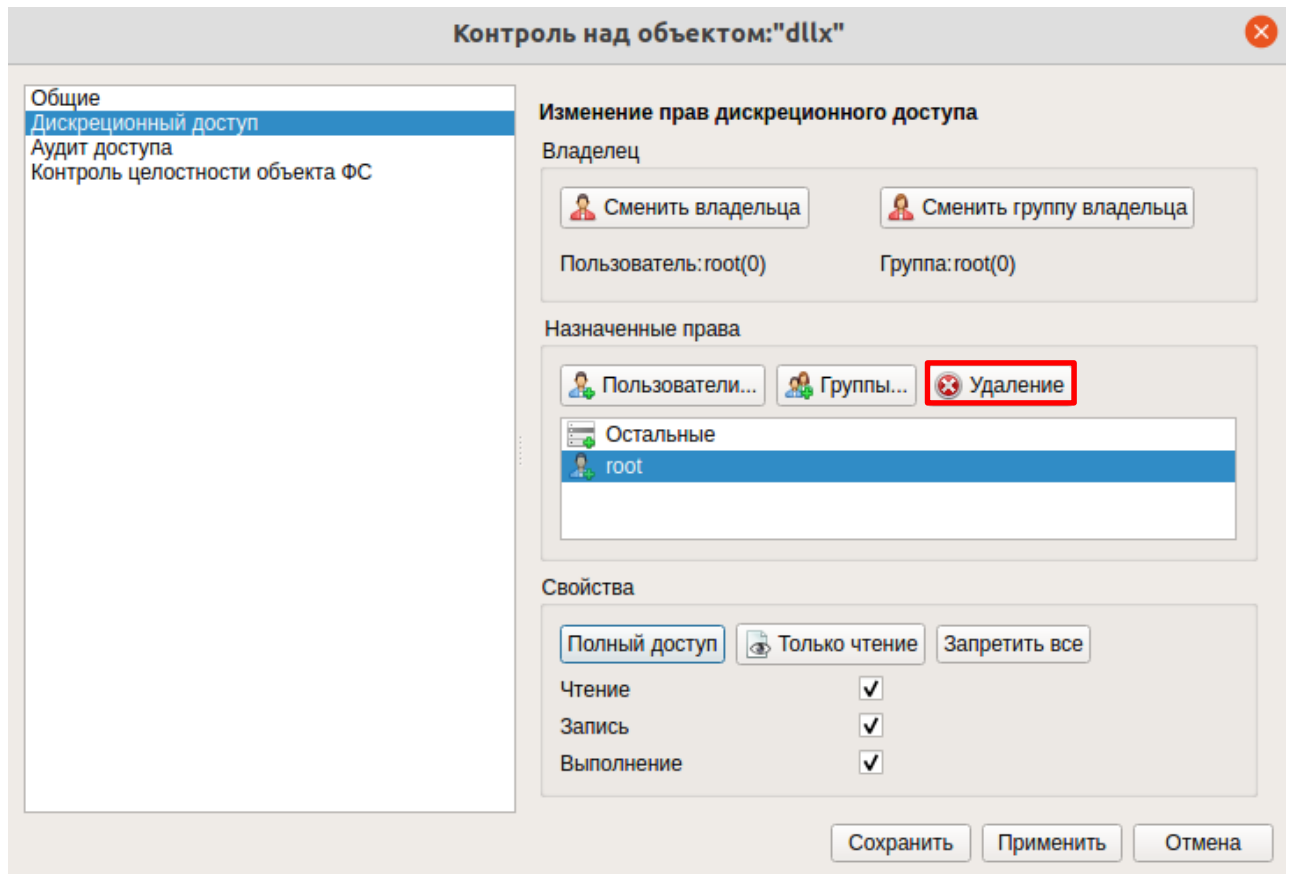 Контроль над объектом:"dllx"
Общие
Дискреционный доступ
Аудит доступа
Контроль целостности объекта ФС
Изменение прав дискреционного доступа
Владелец
Сменить владельца
Сменить группу владельца
Пользователь:root(0)
Группа:root(0)
Назначенные права
Пользователи...
Группы...
Удаление
Остальные
root
Свойства
Полный доступ
Только чтение
Запретить все
Чтение
Запись
Выполнение
Сохранить
Применить
Отмена